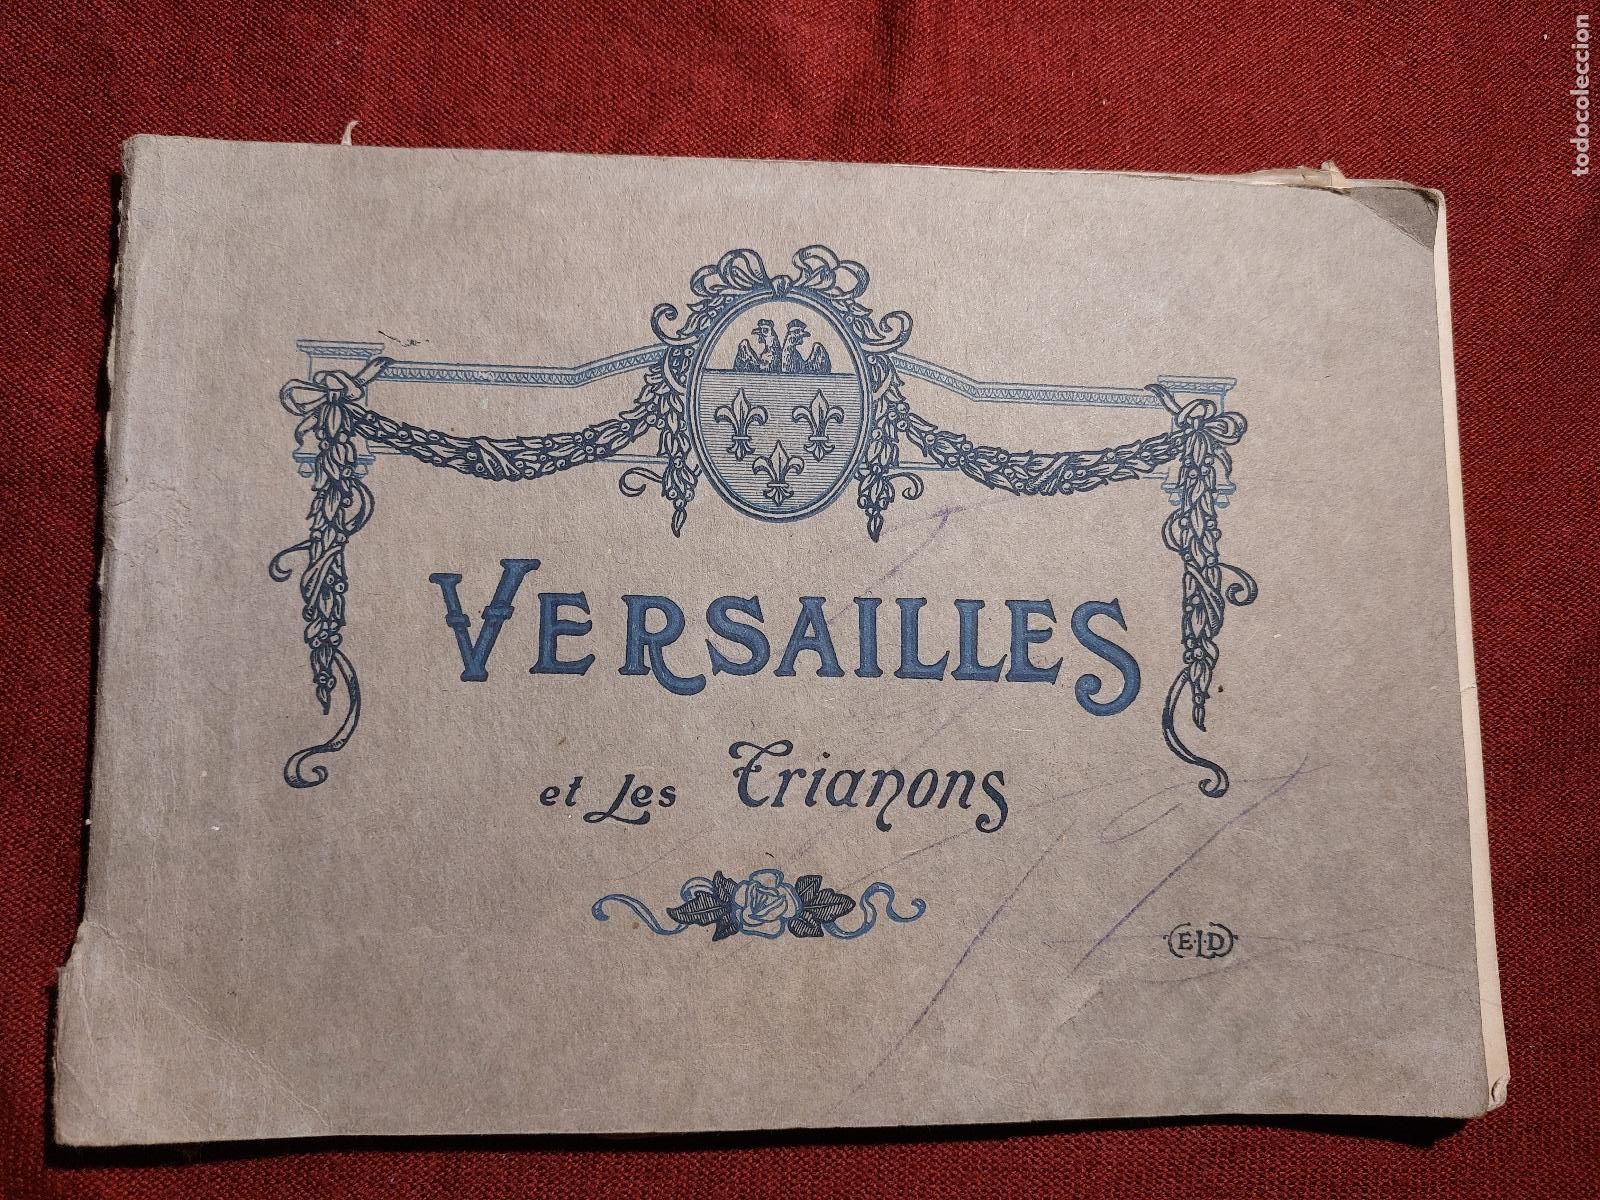 VERSAILLES
et Les Trianons
E.L.D
todocoleccion